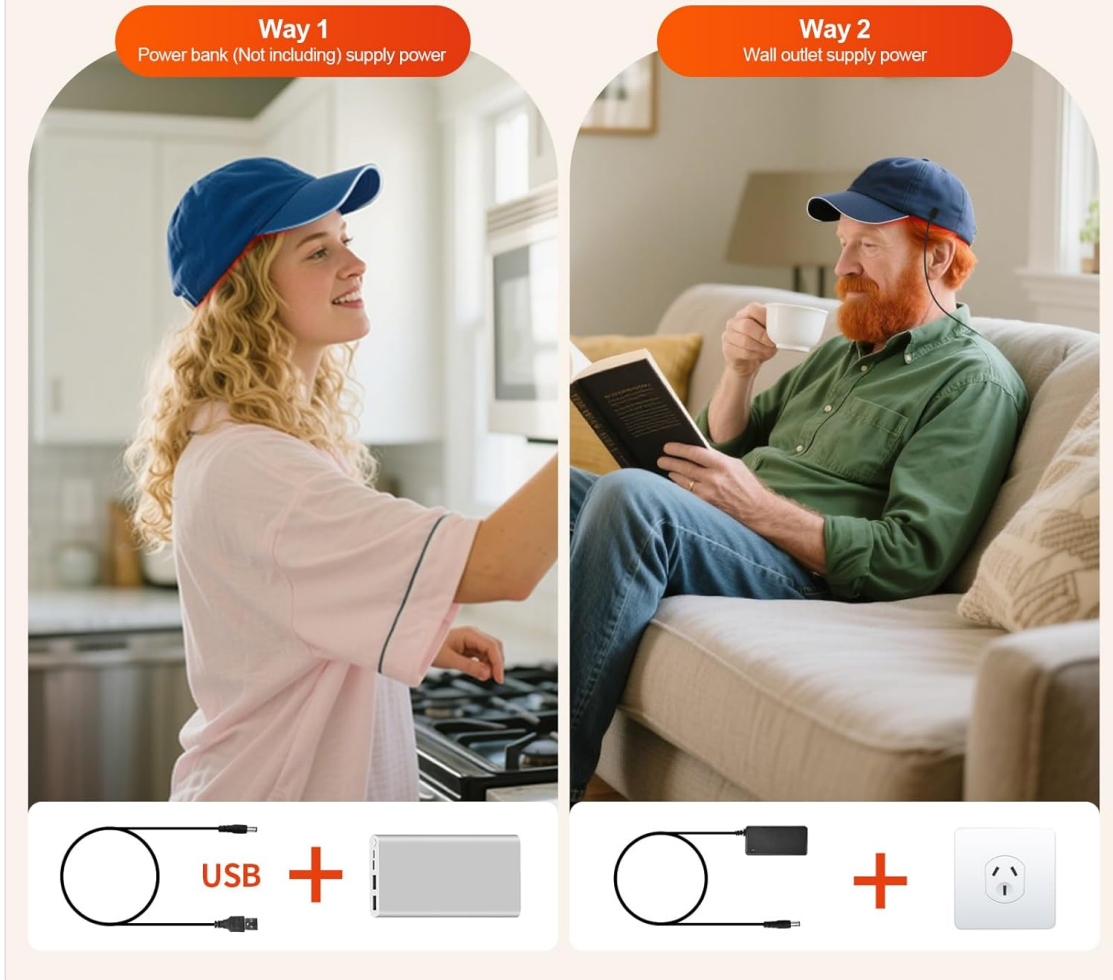 Way 1
Power bank (Not including) supply power
Way 2
Wall outlet supply power
USB